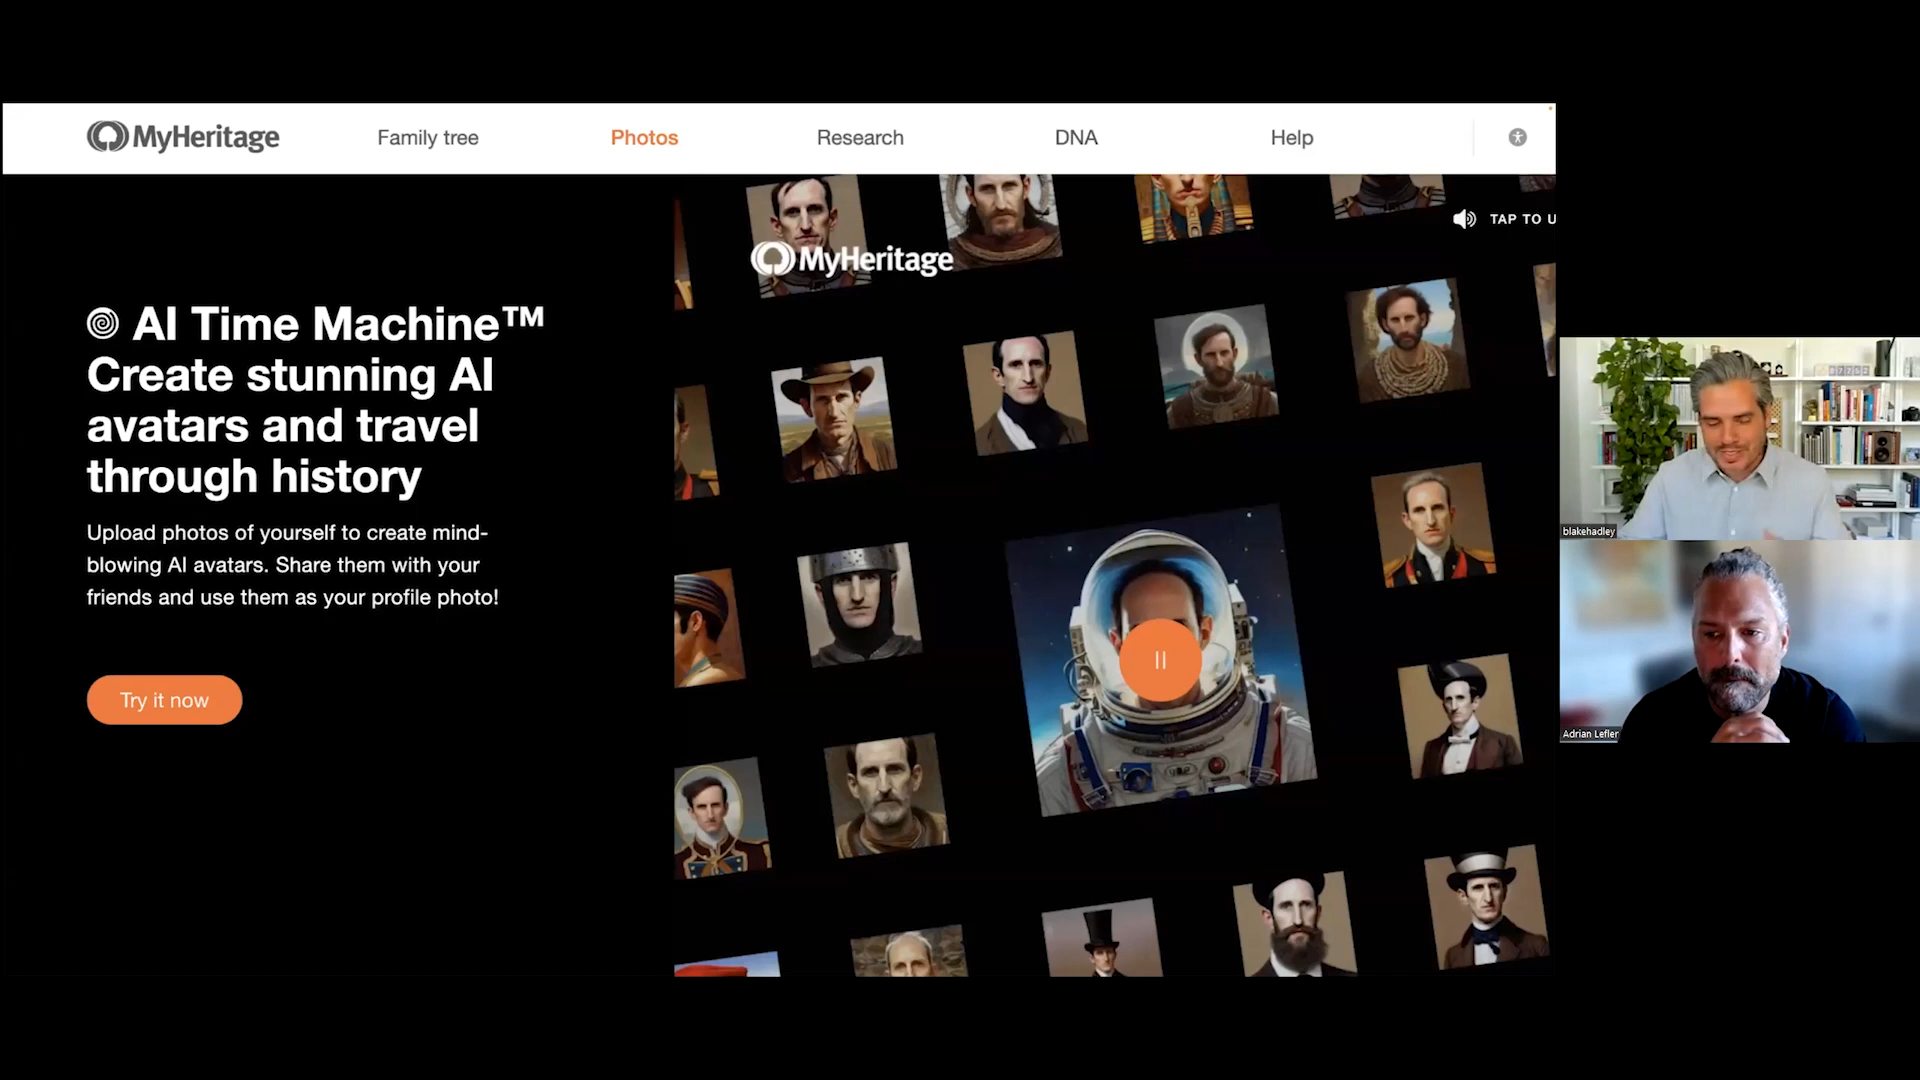 MyHeritage
Family tree
Photos
Research
DNA
Help
TAP TO U
MyHeritage
AI Time Machine™
Create stunning AI
avatars and travel
through history
Upload photos of yourself to create mind-
blowing AI avatars. Share them with your
friends and use them as your profile photo!
Try it now
blakehadley
Adrian Lefler